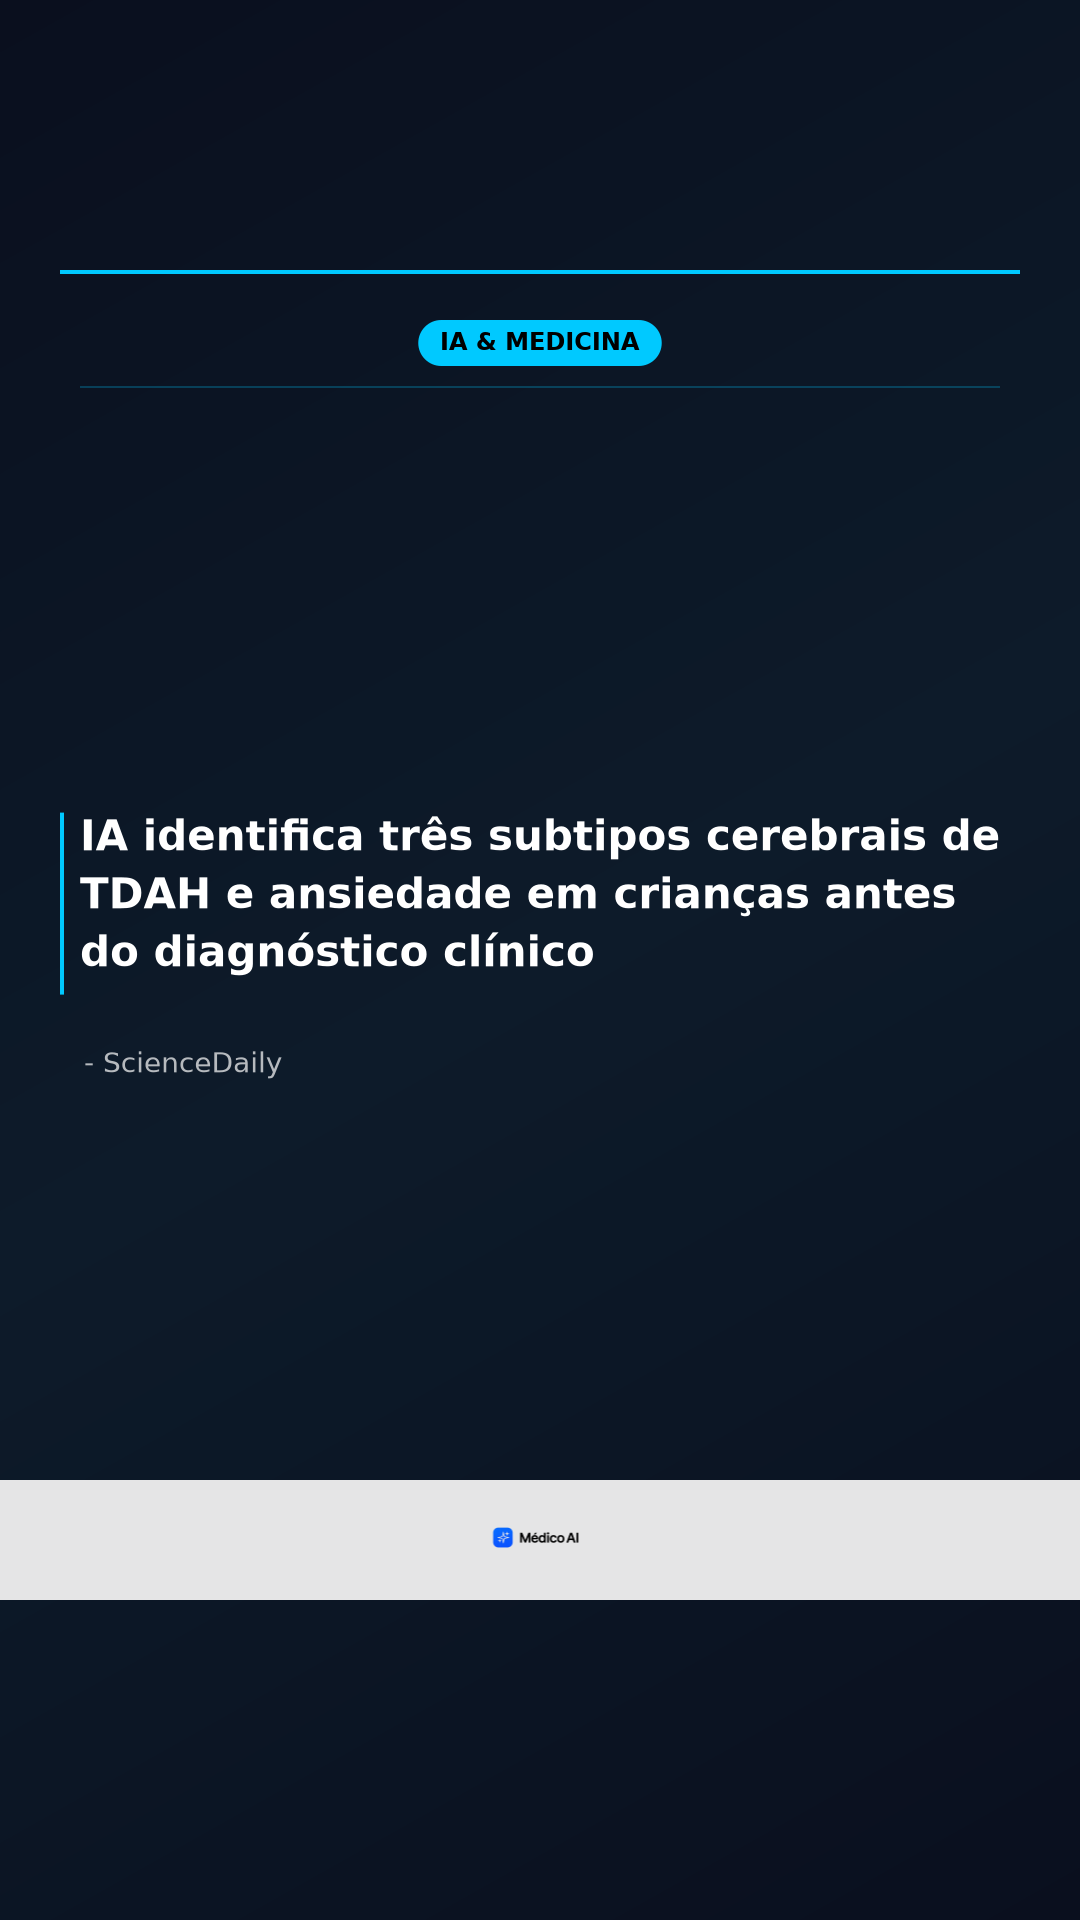 IA & MEDICINA
IA identifica três subtipos cerebrais de
TDAH e ansiedade em crianças antes
do diagnóstico clínico
- ScienceDaily
Médico AI